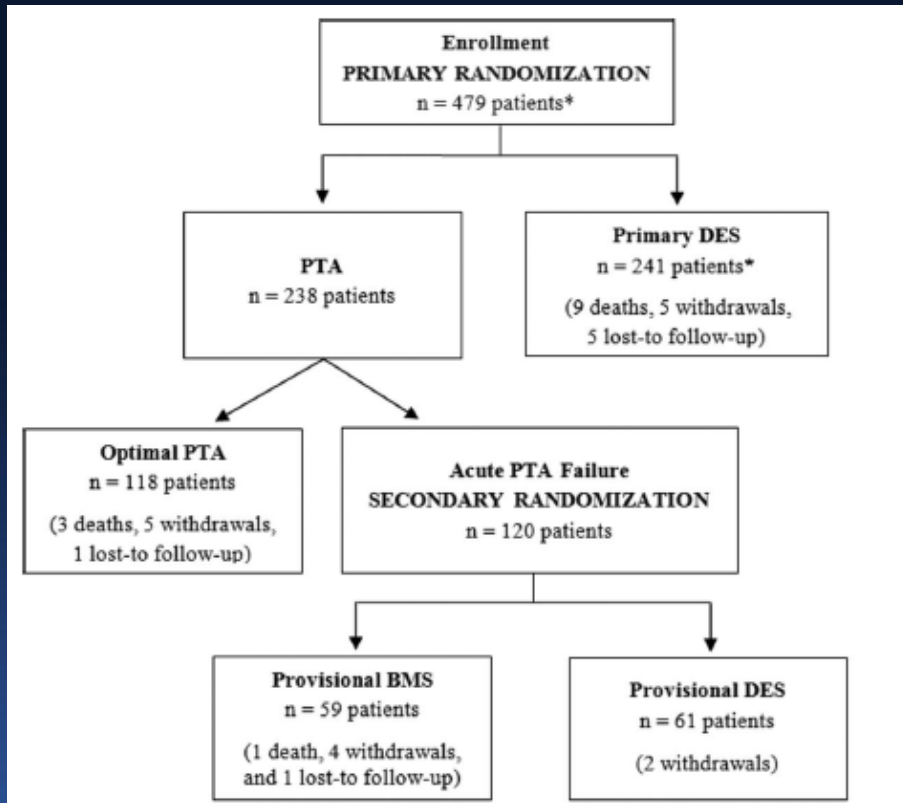 Enrollment
PRIMARY RANDOMIZATION
n = 479 patients*
PTA
n = 238 patients
Primary DES
n = 241 patients*
(9 deaths, 5 withdrawals,
5 lost-to follow-up)
Optimal PTA
n = 118 patients
(3 deaths, 5 withdrawals,
1 lost-to follow-up)
Acute PTA Failure
SECONDARY RANDOMIZATION
n = 120 patients
Provisional BMS
n = 59 patients
(1 death, 4 withdrawals,
and 1 lost-to follow-up)
Provisional DES
n = 61 patients
(2 withdrawals)